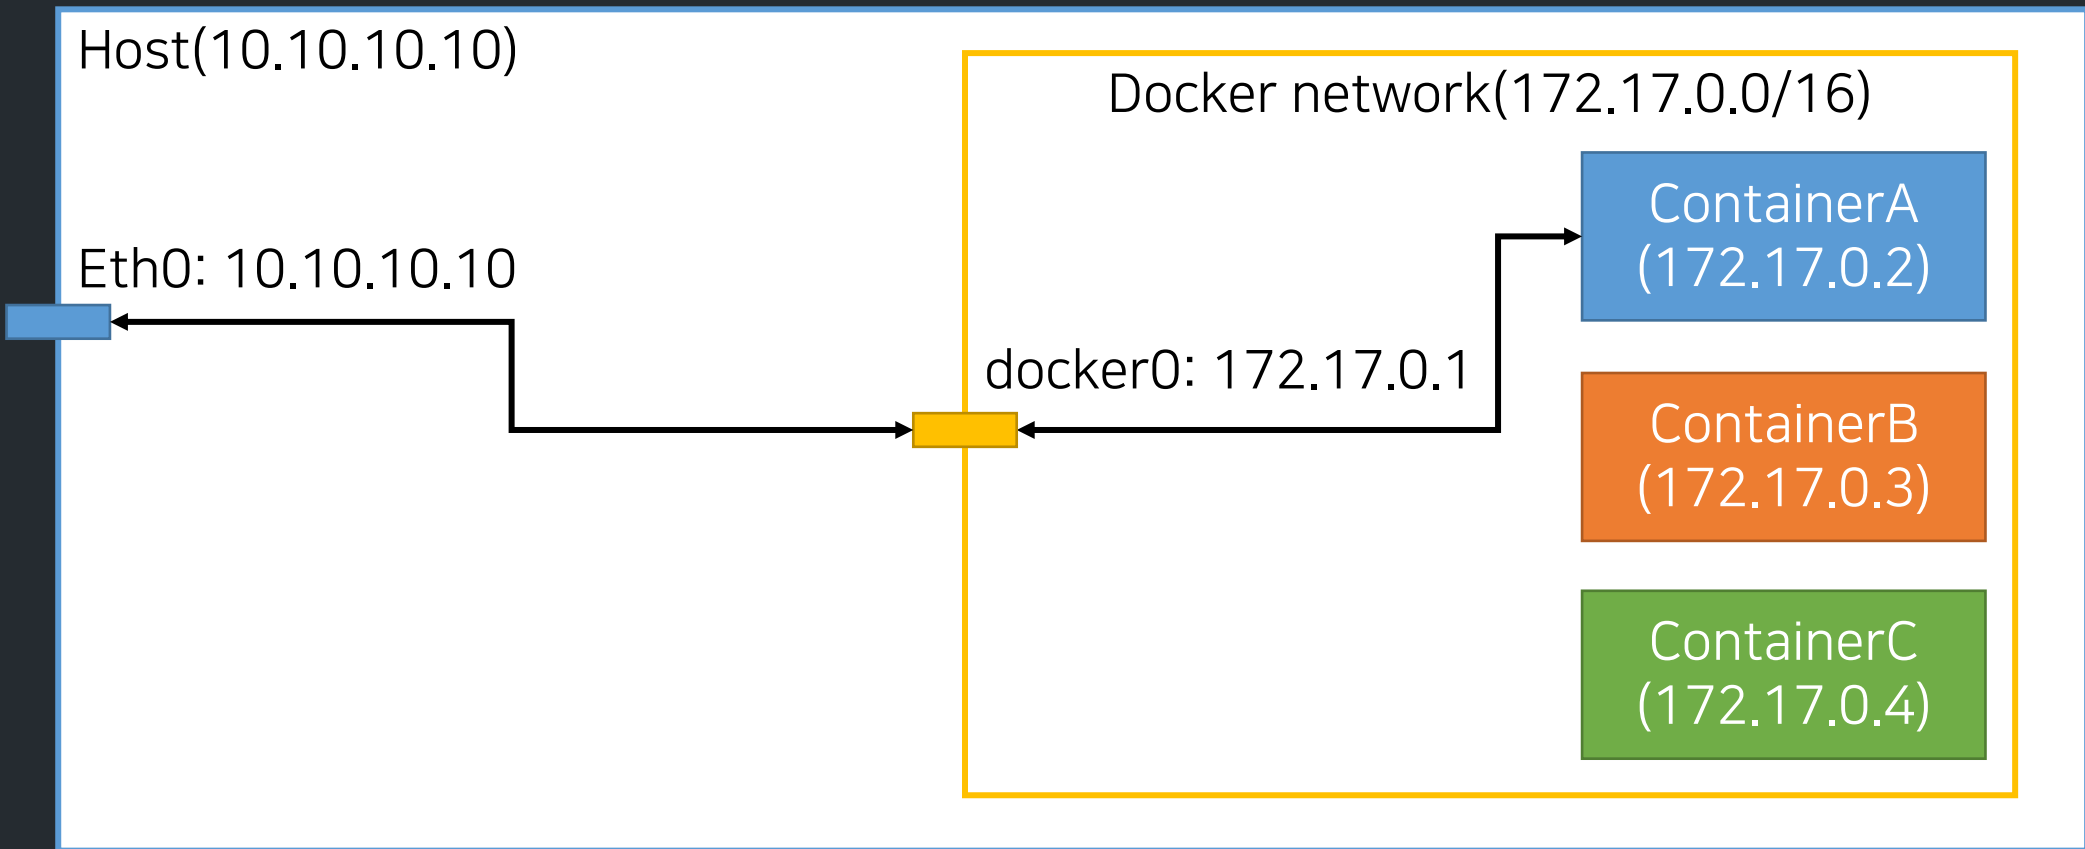 Host(10.10.10.10)
Docker network(172.17.0.0/16)
ContainerA
(172.17.0.2)
Eth0: 10.10.10.10
docker0: 172.17.0.1
ContainerB
(172.17.0.3)
ContainerC
(172.17.0.4)